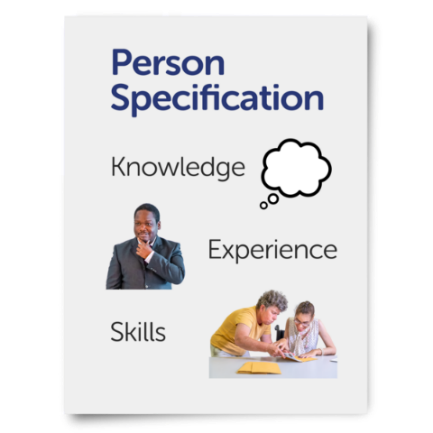 Person
Specification
Knowledge
Experience
Skills